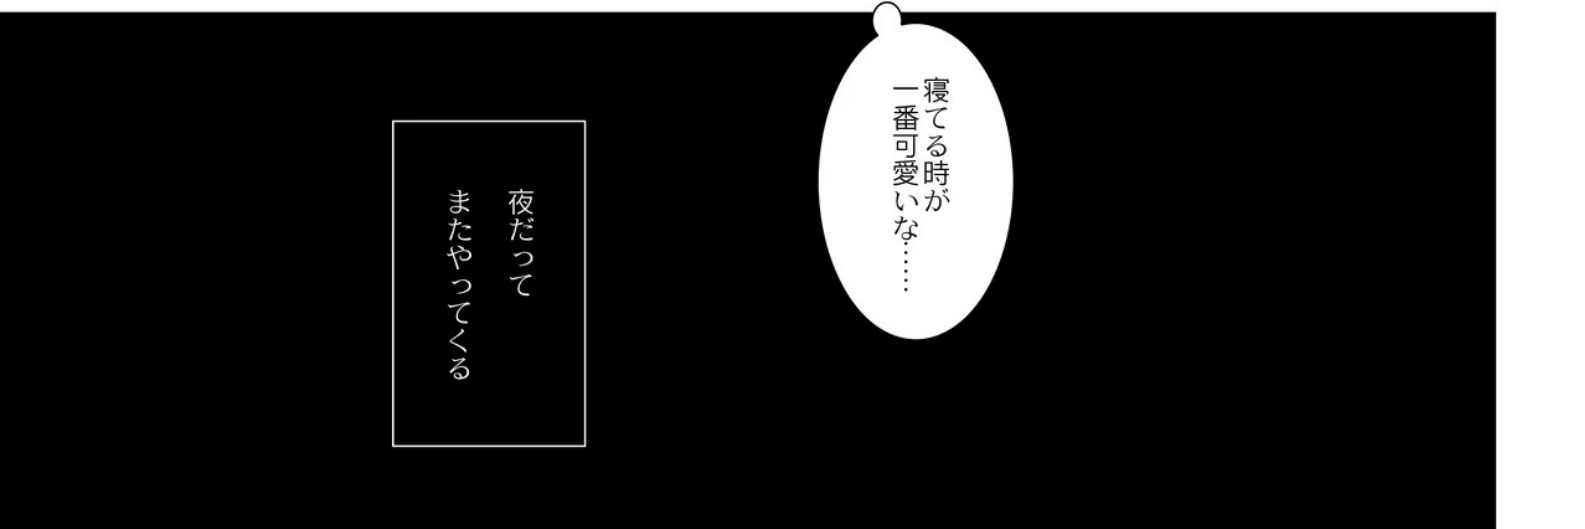 寝てる時が
一番可愛いな……
夜だって
またやってくる